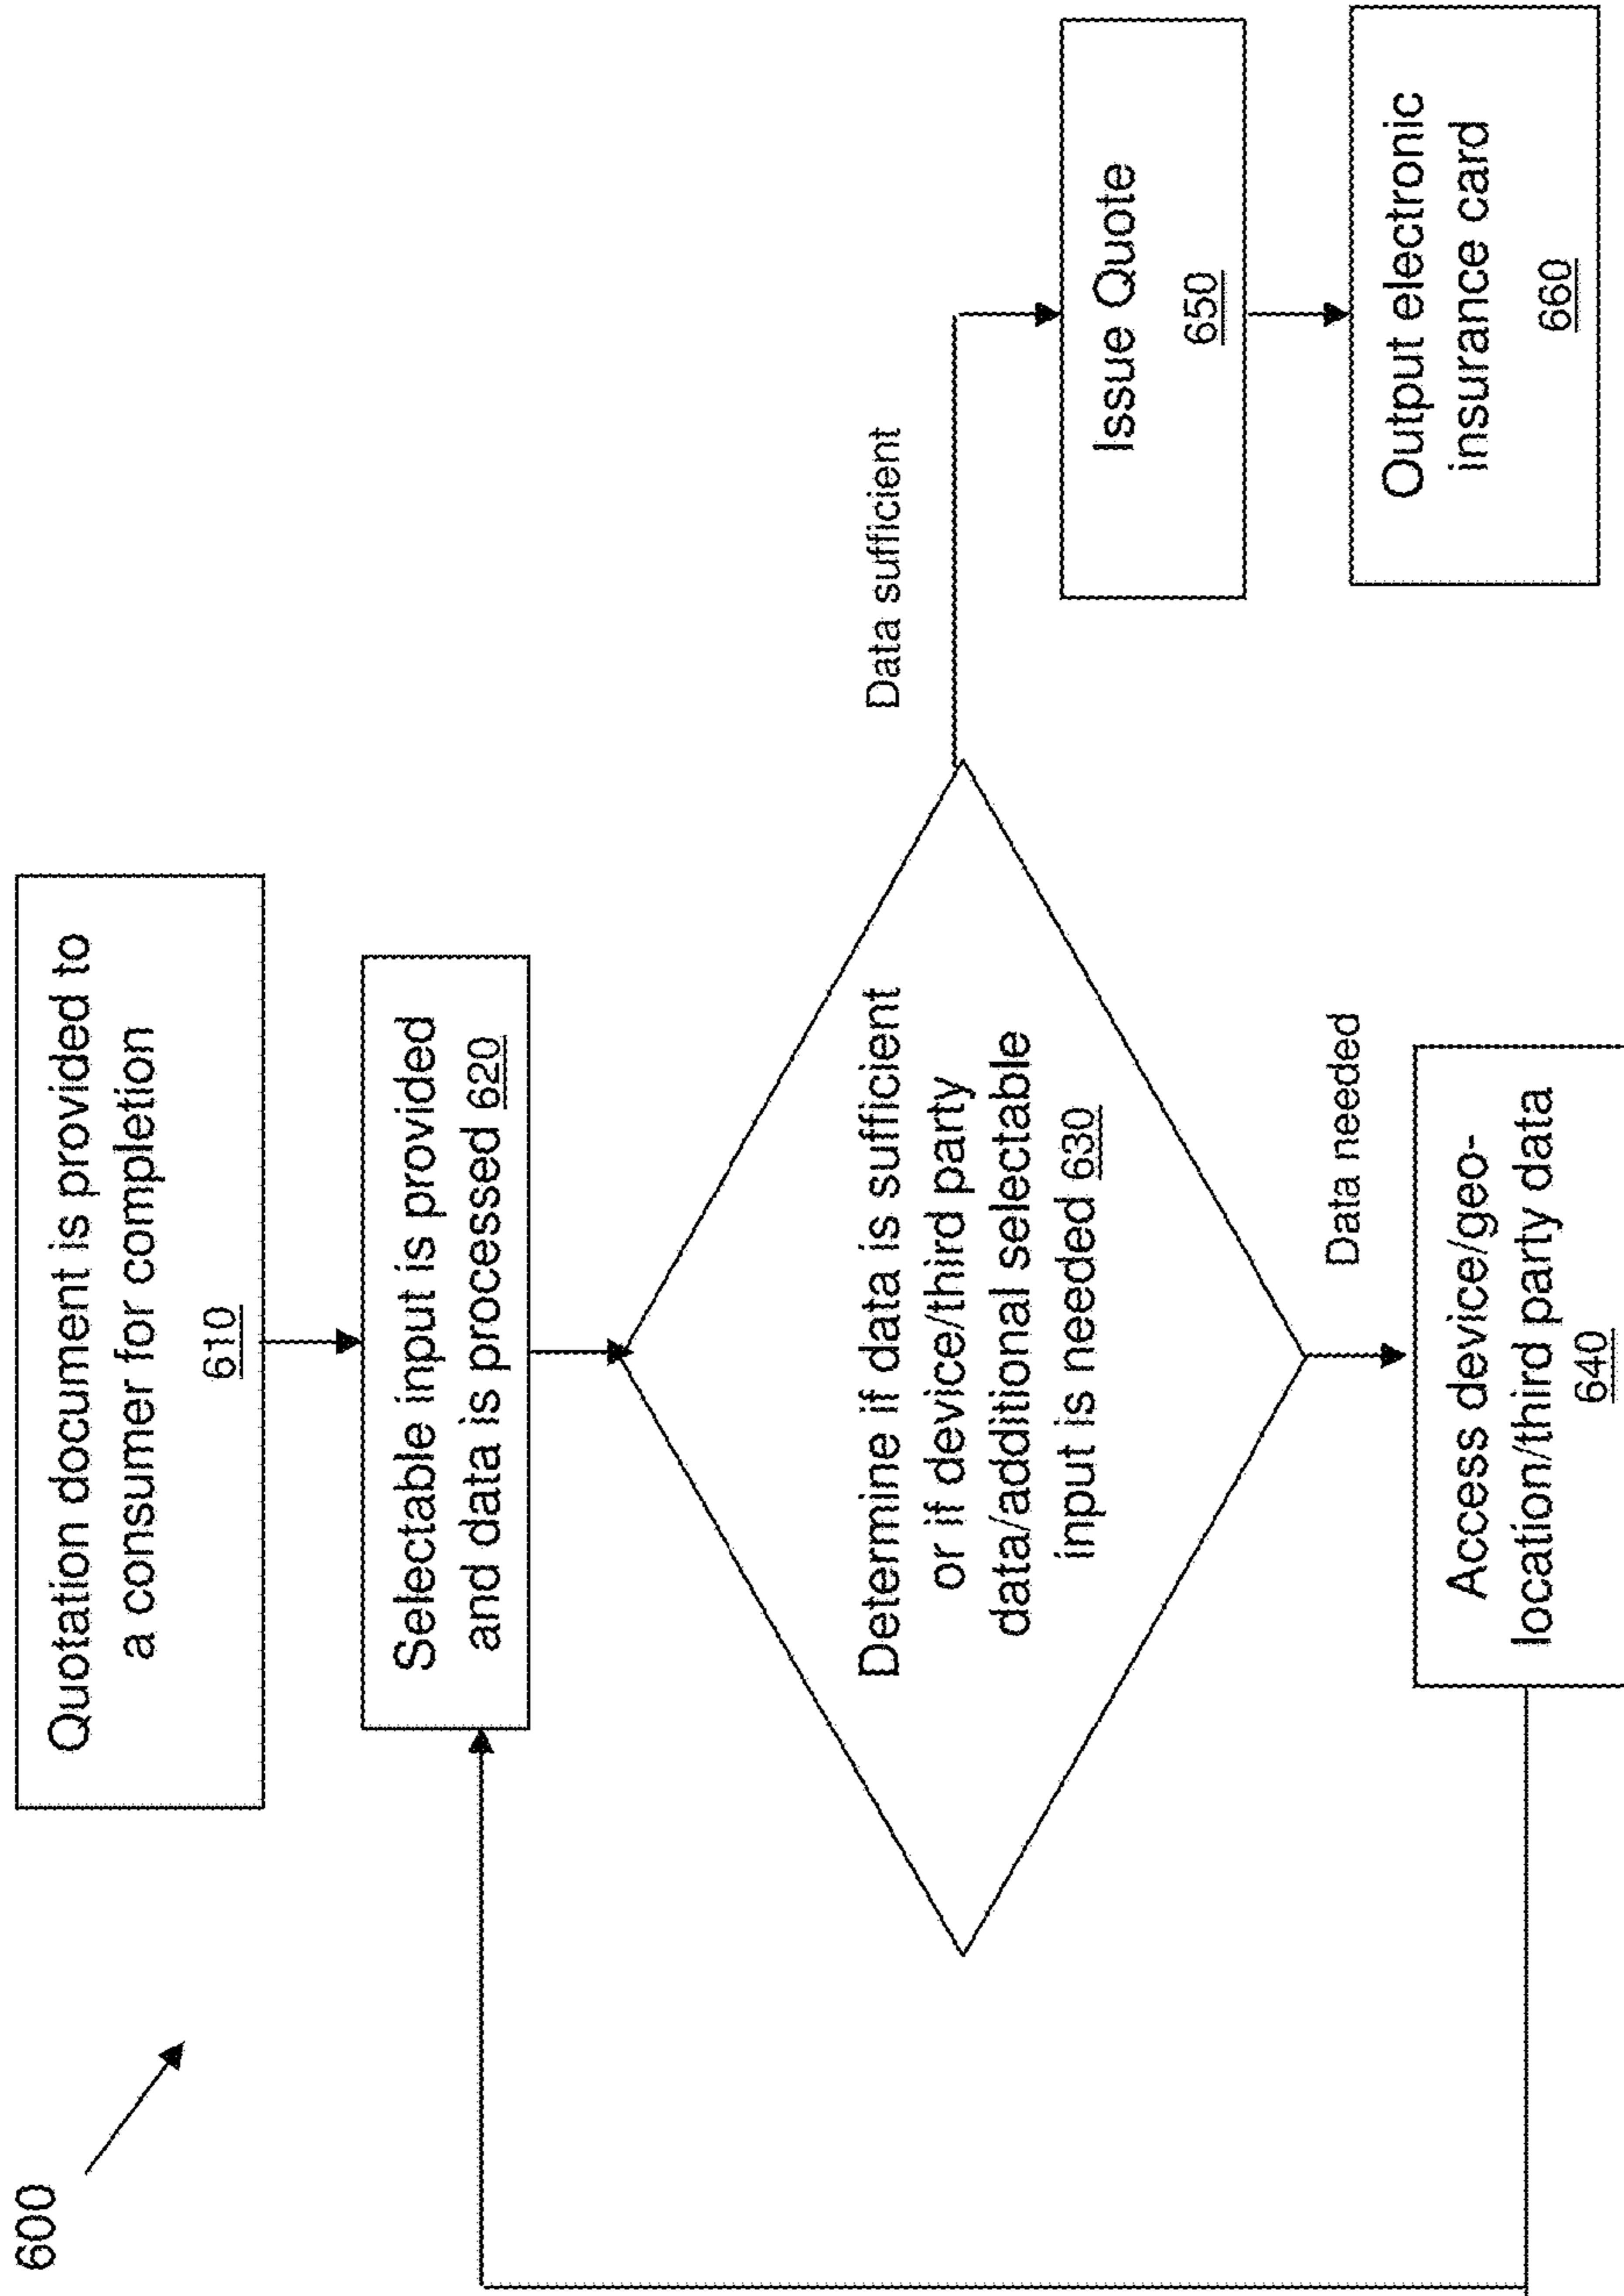 600
Quotation document is provided to
a consumer for completion
610
Selectable input is provided
and data is processed 620
Determine if data is sufficient
or if device/third party
data/additional selectable
input is needed 630
Data sufficient
Issue Quote
650
Output electronic
insurance card
660
Data needed
Access device/geo-
location/third party data
640